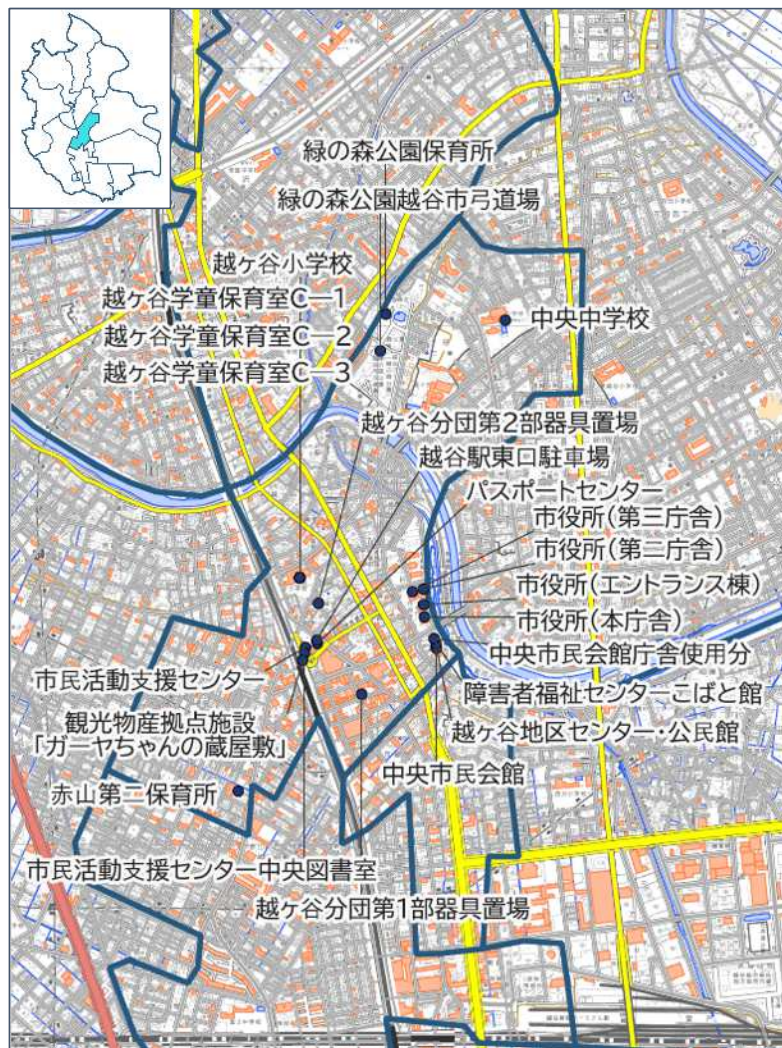 緑の森公園保育所
緑の森公園越谷市弓道場
越ヶ谷小学校
越ヶ谷学童保育室C―1
中央中学校
越ヶ谷学童保育室C―2
越ヶ谷学童保育室C―3
越ヶ谷分団第2部器具置場
越谷駅東口駐車場
パスポートセンター
市役所(第三庁舎)
市役所(第二庁舎)
市役所(エントランス棟)
市役所(本庁舎)
中央市民会館庁舎使用分
市民活動支援センター
障害者福祉センターこばと館
観光物産拠点施設
「ガーヤちゃんの蔵屋敷」
越ヶ谷地区センター・公民館
中央市民会館
赤山第二保育所
市民活動支援センター中央図書室
越ヶ谷分団第1部器具置場